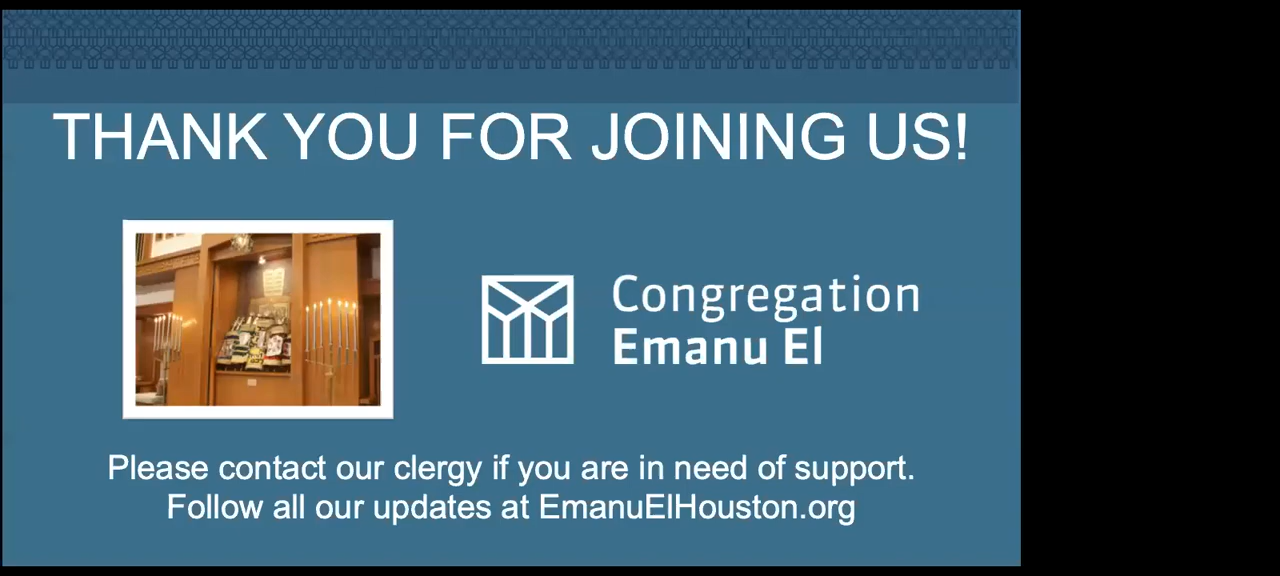 THANK YOU FOR JOINING US!
Congregation
Emanu El
Please contact our clergy if you are in need of support.
Follow all our updates at EmanuElHouston.org